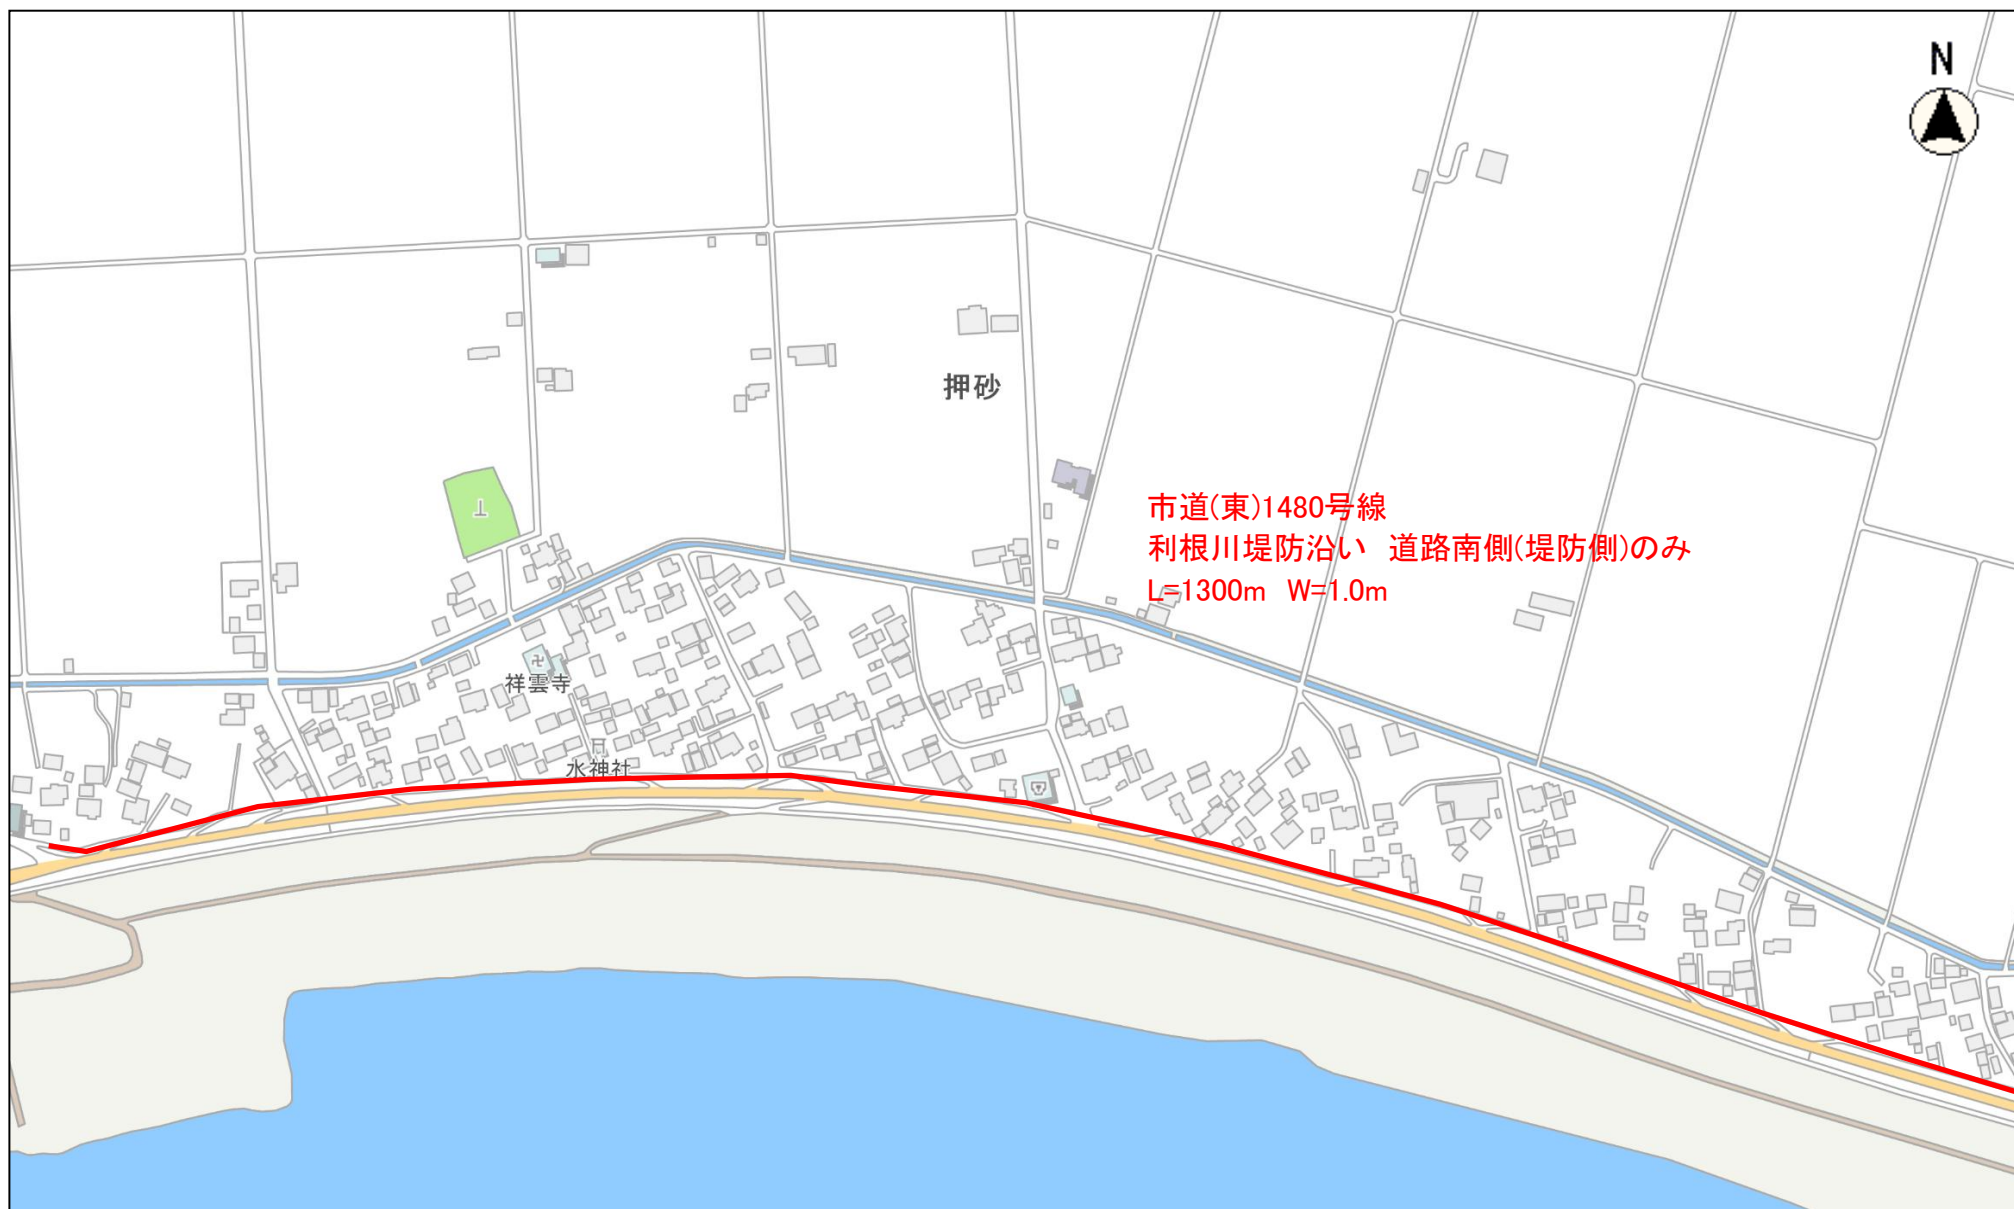 N
押砂
市道(東)1480号線
利根川堤防沿い 道路南側(堤防側)のみ
L=1300m W=1.0m
祥雲寺
水神社